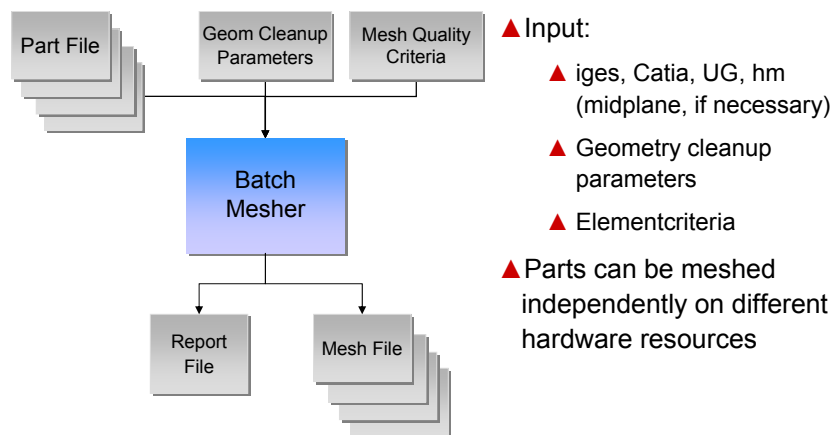 Part File
Geom Cleanup
Parameters
Mesh Quality
Criteria
Batch
Mesher
Report
File
Mesh File
Input:
iges, Catia, UG, hm
(midplane, if necessary)
Geometry cleanup
parameters
Elementcriteria
Parts can be meshed
independently on different
hardware resources